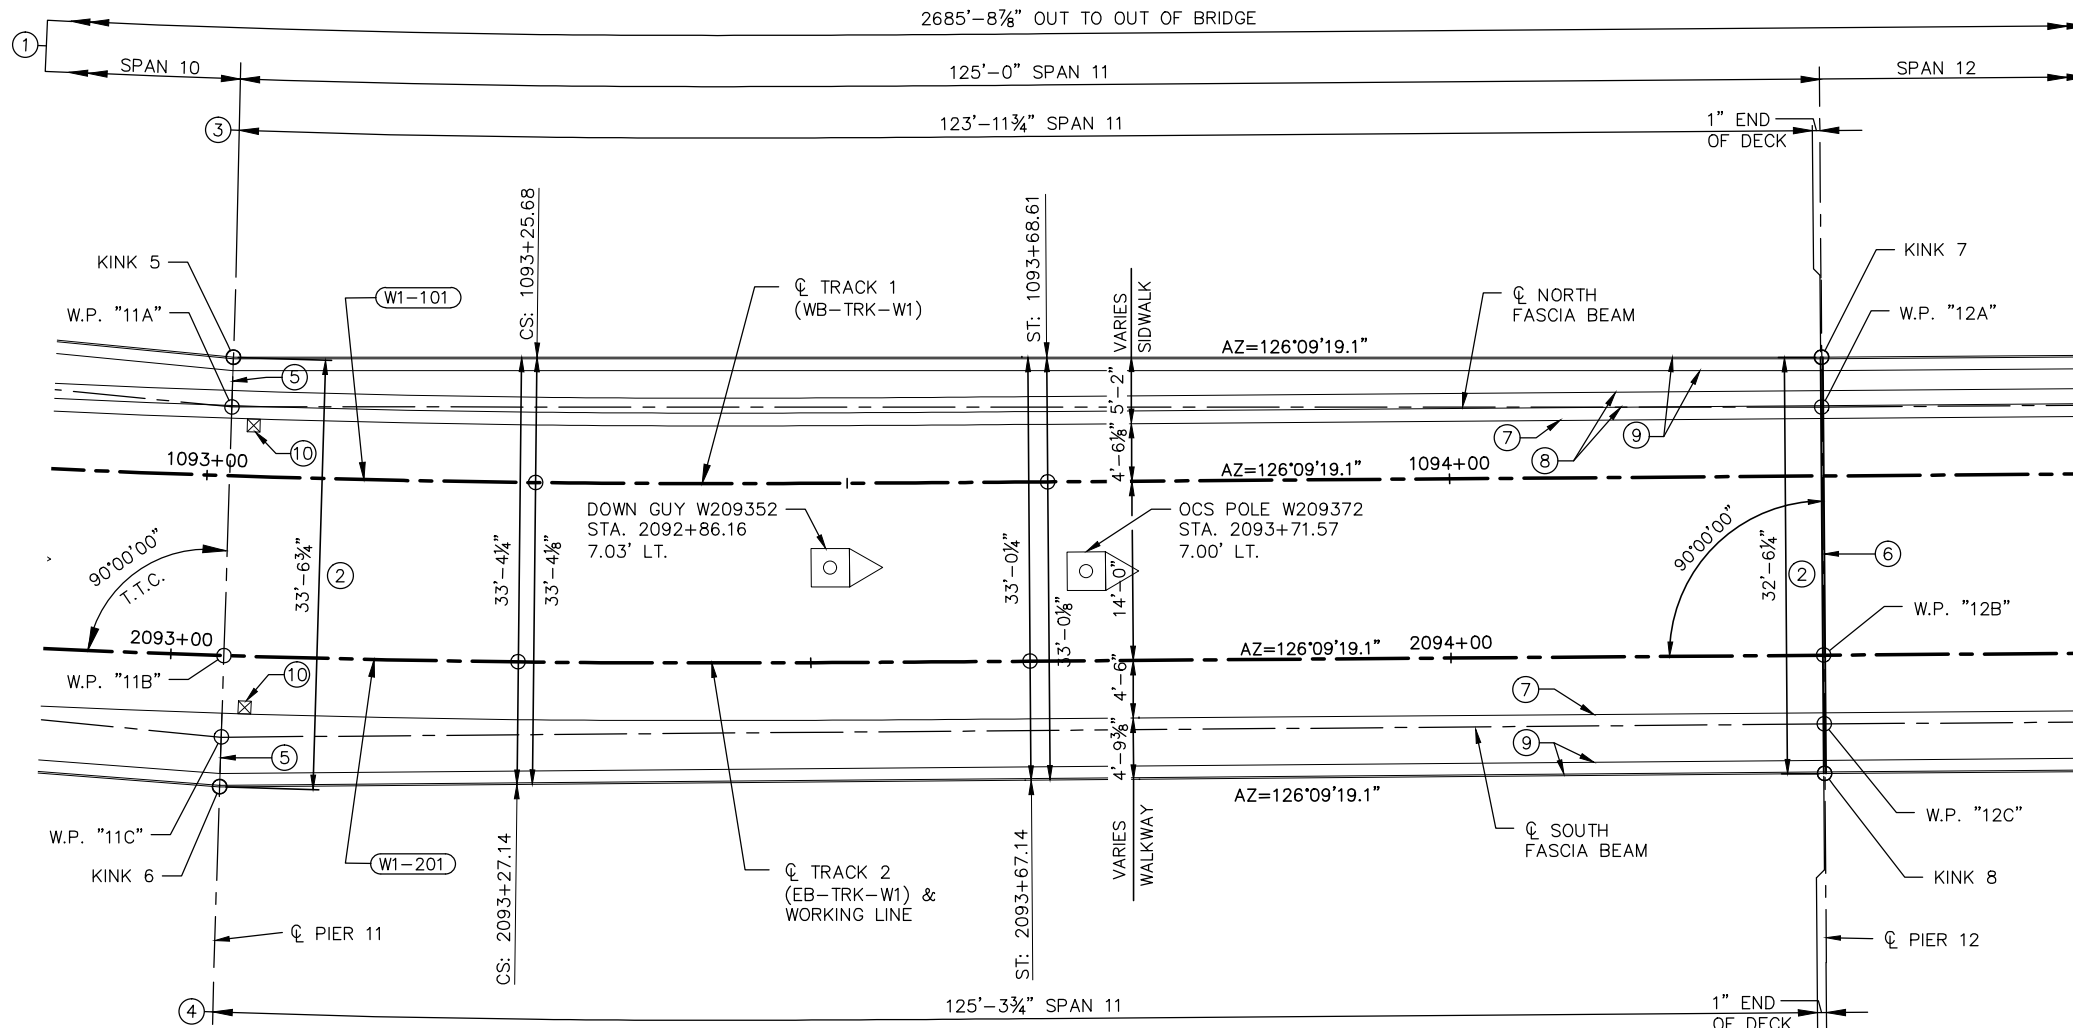 2685'-8⅞" OUT TO OUT OF BRIDGE
1
SPAN 10
125'-0" SPAN 11
SPAN 12
3
123'-11¾" SPAN 11
1" END
OF DECK
CS: 1093+25.68
ST: 1093+68.61
KINK 5
W.P. "11A"
W1-101
℄ TRACK 1
(WB-TRK-W1)
VARIES
SIDWALK
℄ NORTH
FASCIA BEAM
KINK 7
W.P. "12A"
AZ=126°09'19.1"
5
5'-2"
10
4'-6⅛"
7
8
9
1093+00
AZ=126°09'19.1"
1094+00
DOWN GUY W209352
STA. 2092+86.16
7.03' LT.
OCS POLE W209372
STA. 2093+71.57
7.00' LT.
90°00'00"
T.T.C.
33'-6¾"
2
33'-4¼"
33'-4⅛"
33'-0¼"
33'-0⅛"
14'-0"
90°00'00"
32'-6¼"
2
6
W.P. "12B"
2093+00
AZ=126°09'19.1"
2094+00
W.P. "11B"
10
4'-6"
7
5
4'-9⅜"
9
AZ=126°09'19.1"
W.P. "11C"
KINK 6
W1-201
CS: 2093+27.14
℄ TRACK 2
(EB-TRK-W1) &
WORKING LINE
ST: 2093+67.14
VARIES
WALKWAY
℄ SOUTH
FASCIA BEAM
W.P. "12C"
KINK 8
℄ PIER 11
℄ PIER 12
4
125'-3¾" SPAN 11
1" END
OF DECK